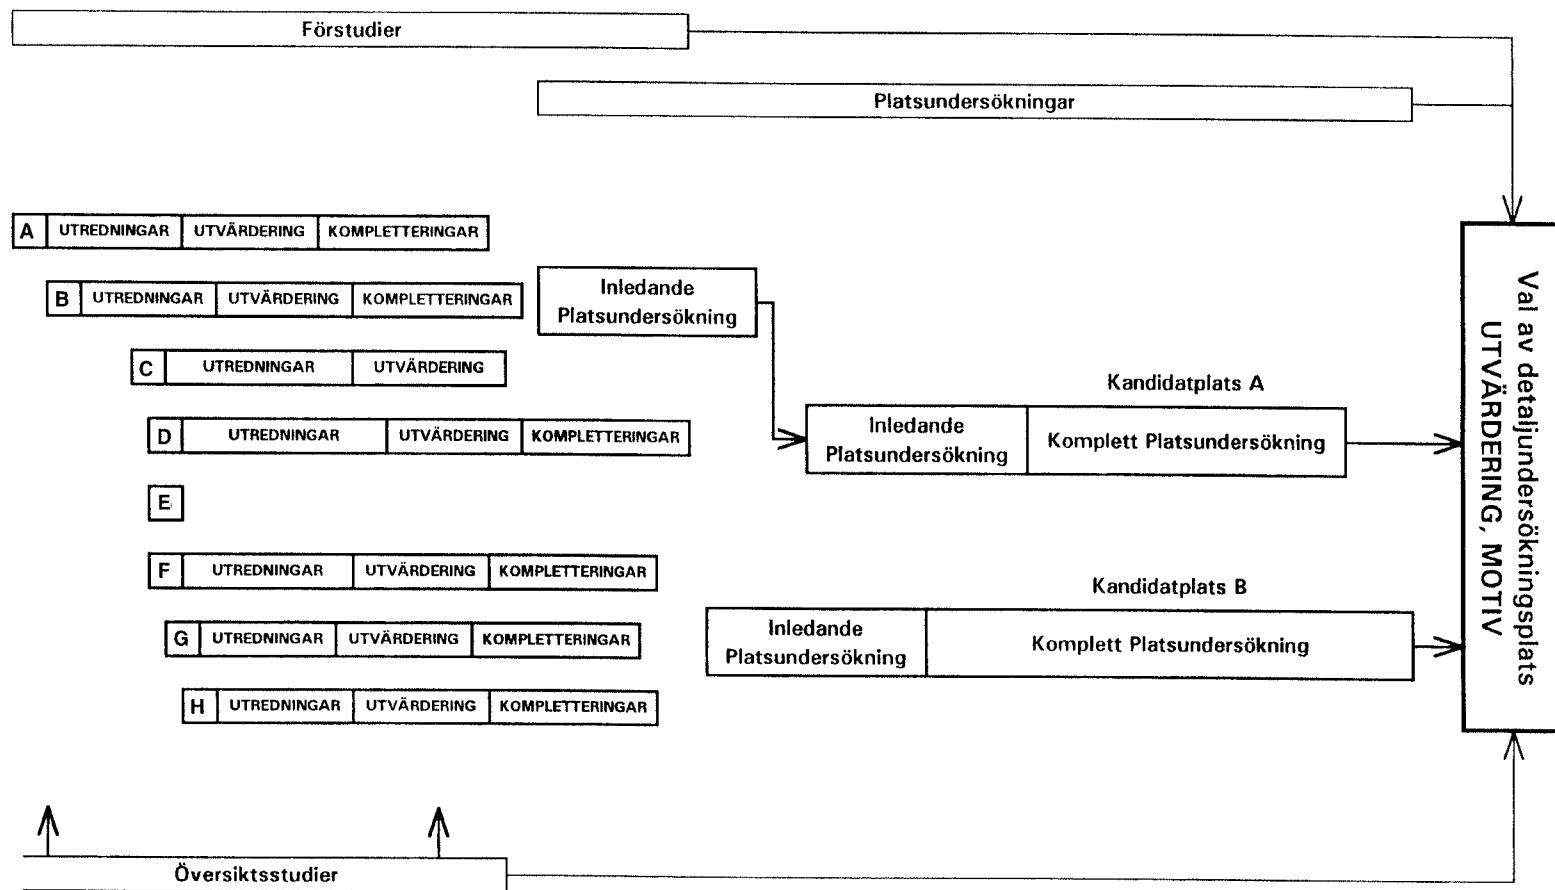 Förstudier
Platsundersökningar
A UTREDNINGAR UTVÄRDERING KOMPLETTERINGAR
B UTREDNINGAR UTVÄRDERING KOMPLETTERINGAR
Inledande
Platsundersökning
C UTREDNINGAR UTVÄRDERING
Kandidatplats A
D UTREDNINGAR UTVÄRDERING KOMPLETTERINGAR
Inledande
Platsundersökning
Komplett Platsundersökning
E
F UTREDNINGAR UTVÄRDERING KOMPLETTERINGAR
Kandidatplats B
G UTREDNINGAR UTVÄRDERING KOMPLETTERINGAR
Inledande
Platsundersökning
Komplett Platsundersökning
H UTREDNINGAR UTVÄRDERING KOMPLETTERINGAR
Val av detaljundersökningsplats
UTVÄRDERING, MOTIV
Översiktsstudier